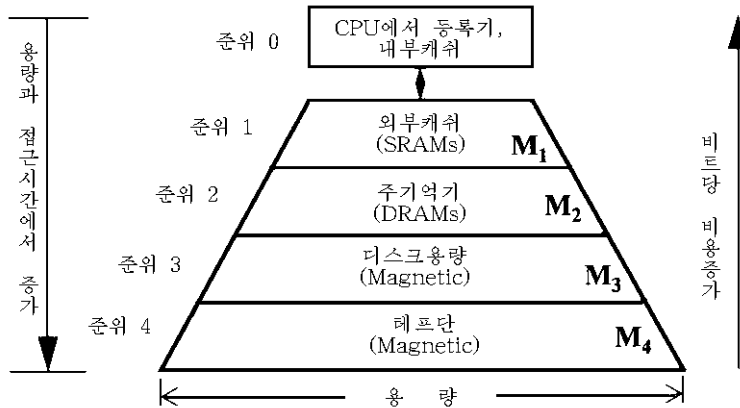 준위 0
CPU에서 등록기,
내부캐쉬
준위 1
외부캐쉬
(SRAMs)
M1
준위 2
주기억기
(DRAMs)
M2
준위 3
디스크용량
(Magnetic)
M3
준위 4
테프단
(Magnetic)
M4
용 량
용량과 접근시간에서 증가
비트당 비용증가